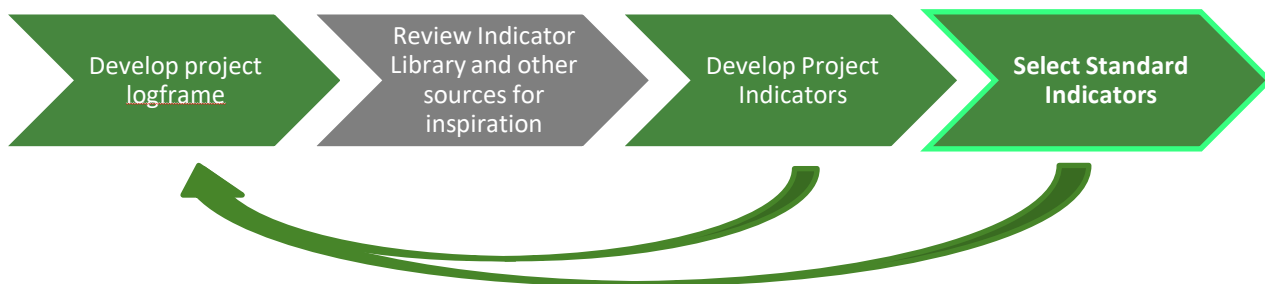 Develop project
logframe
Review Indicator
Library and other
sources for
inspiration
Develop Project
Indicators
Select Standard
Indicators